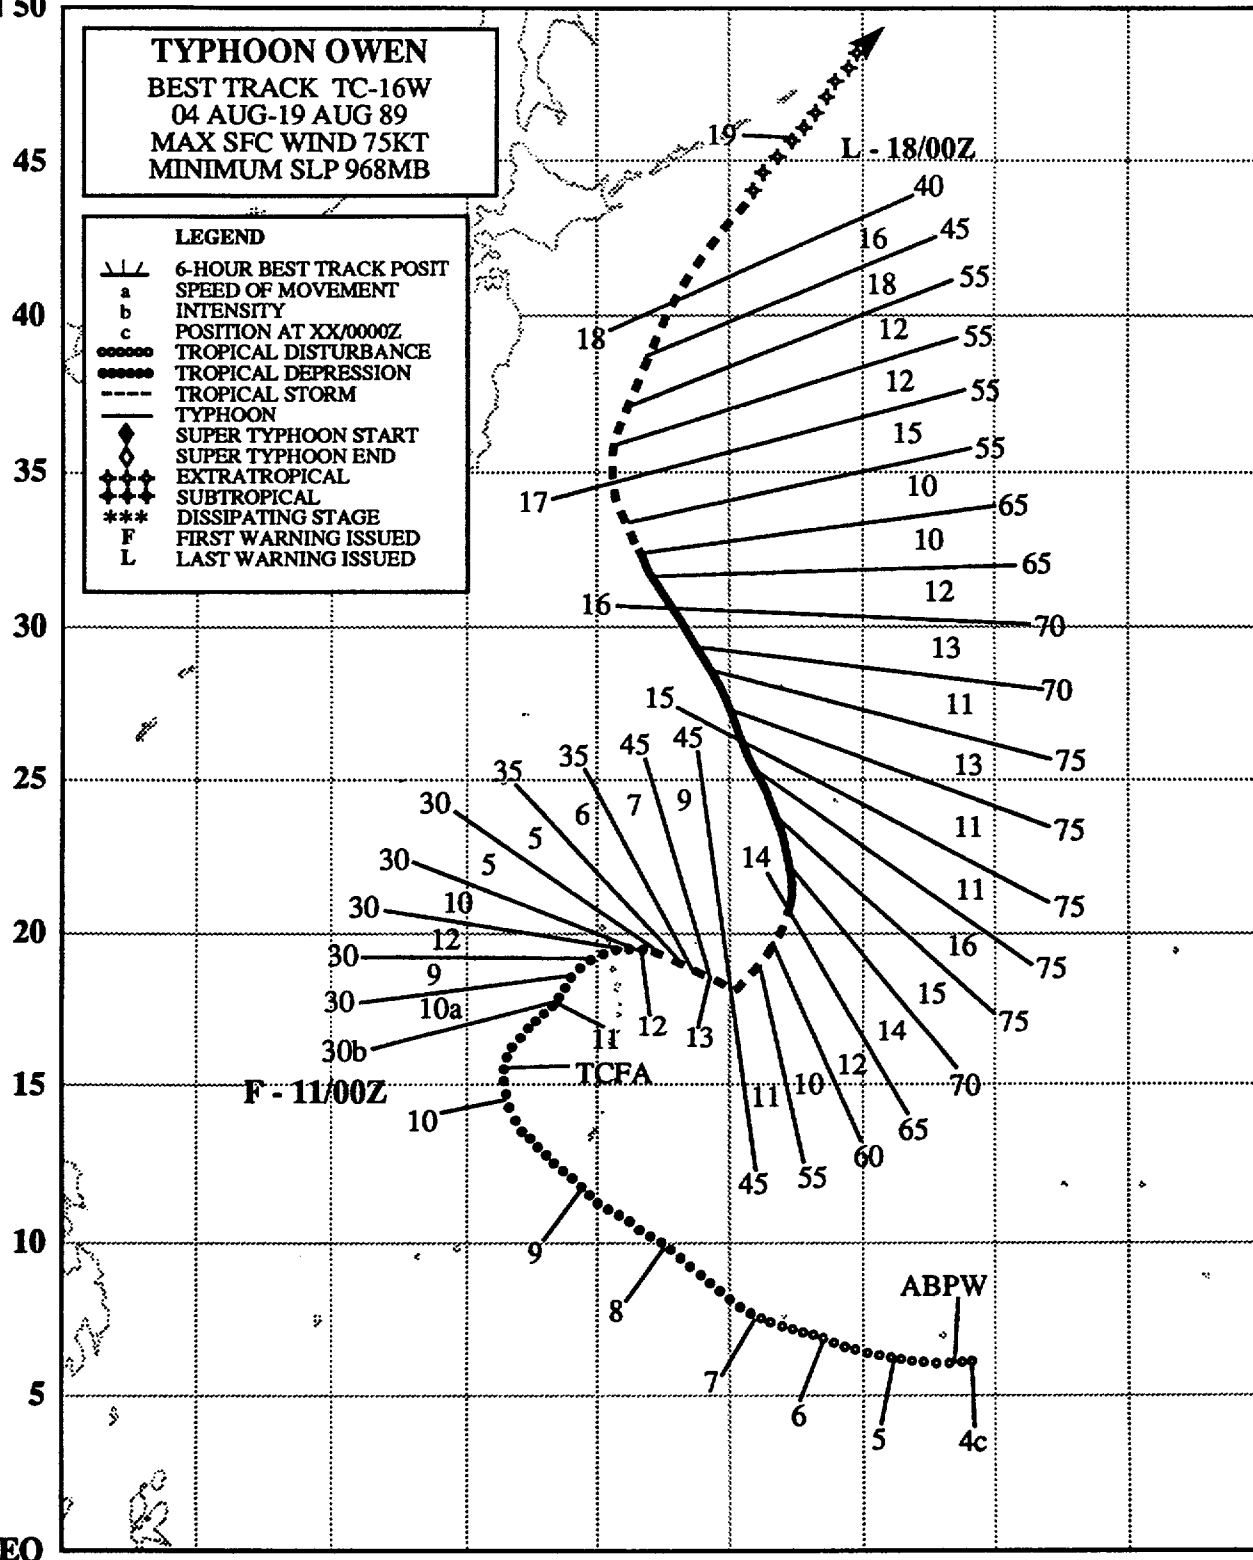 50
TYPHOON OWEN
BEST TRACK TC-16W
04 AUG-19 AUG 89
MAX SFC WIND 75KT
MINIMUM SLP 968MB
19
L - 18/00Z
45
40
LEGEND
6-HOUR BEST TRACK POSIT
a SPEED OF MOVEMENT
b INTENSITY
c POSITION AT XX/0000Z
TROPICAL DISTURBANCE
TROPICAL DEPRESSION
TROPICAL STORM
TYPHOON
SUPER TYPHOON START
SUPER TYPHOON END
EXTRATROPICAL
SUBTROPICAL
*** DISSIPATING STAGE
F FIRST WARNING ISSUED
L LAST WARNING ISSUED
16
45
18
55
40
18
12
55
12
55
15
55
35
17
10
65
10
65
12
16
30
70
13
70
15
11
75
45
45
35
35
13
25
30
6
7
9
75
5
11
14
30
5
75
11
30
10
20
12
16
30
9
75
30
10a
15
75
30b
11
12
13
14
TCFA
12
70
15
F - 11/00Z
10
11
10
65
60
45
55
10
9
8
ABPW
7
5
6
5
4c
EQ